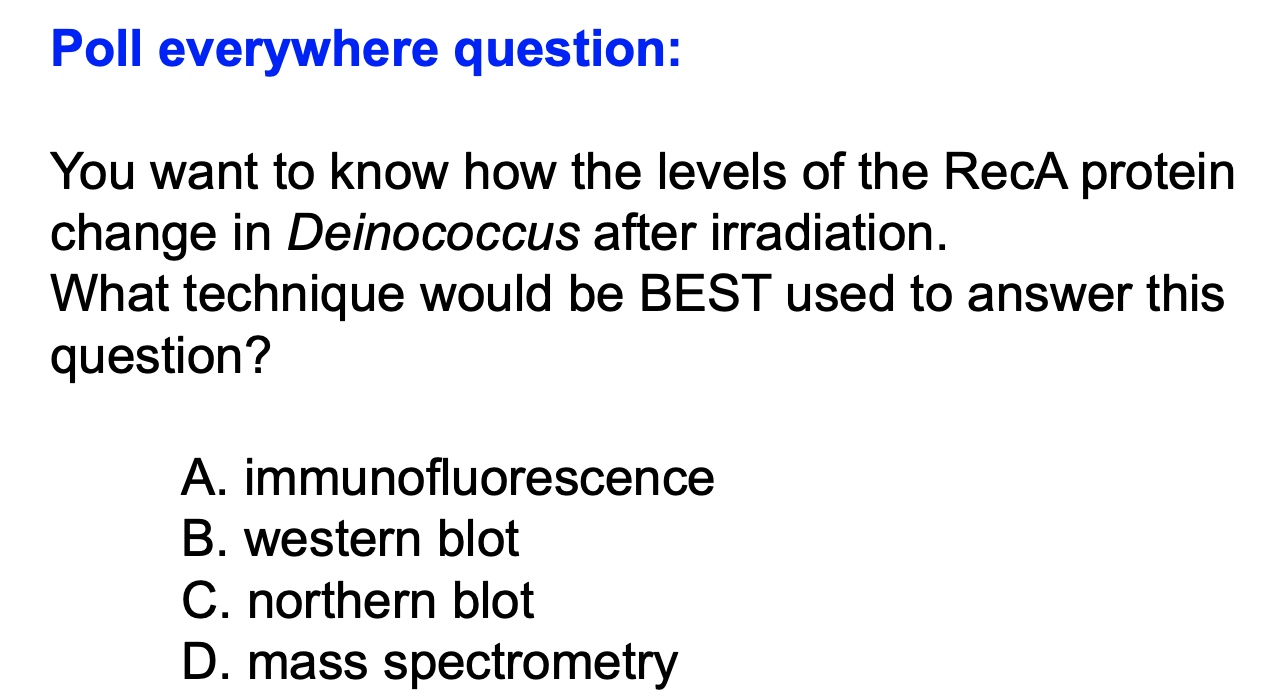 Poll everywhere question:
You want to know how the levels of the RecA protein
change in Deinococcus after irradiation.
What technique would be BEST used to answer this
question?
A. immunofluorescence
B. western blot
C. northern blot
D. mass spectrometry